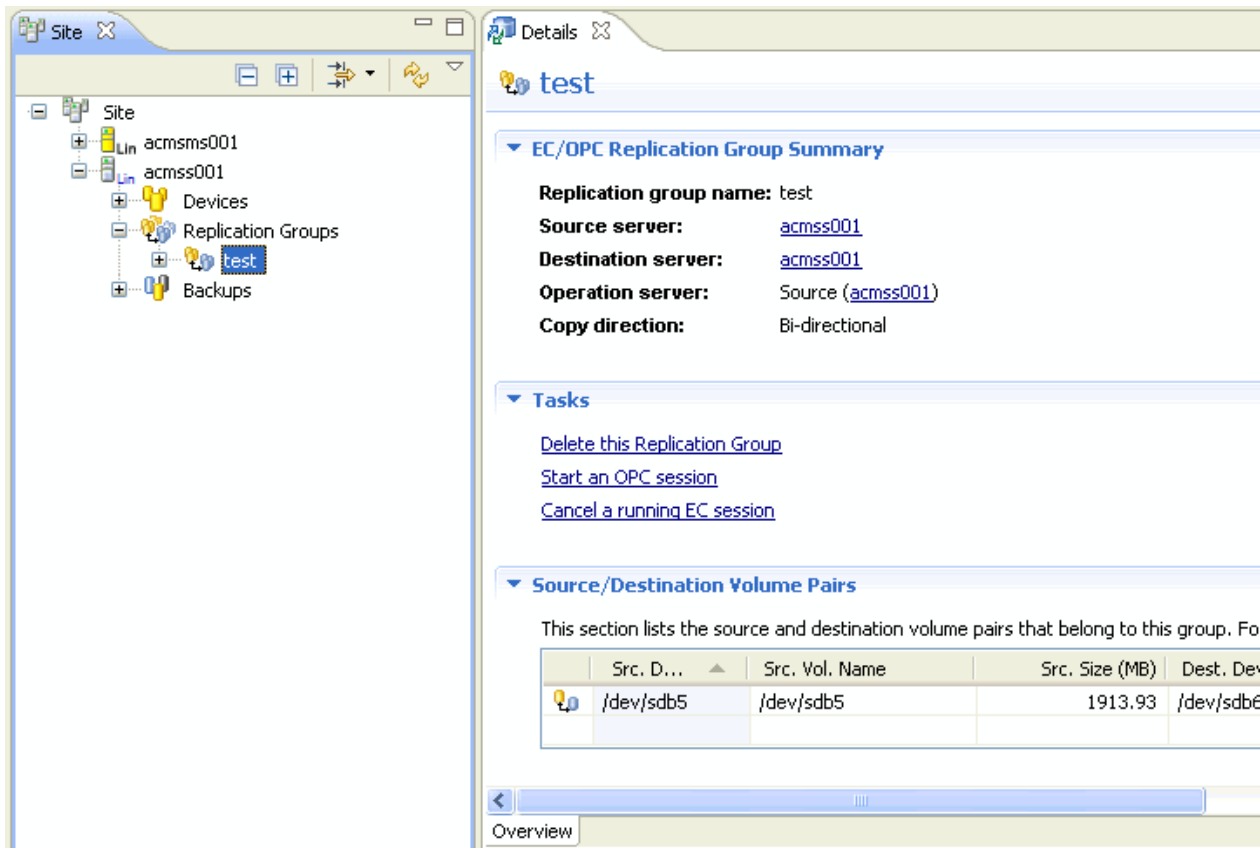 Site
Details
test
Site
Lin acmsms001
Lin acmss001
Devices
Replication Groups
test
Backups
EC/OPC Replication Group Summary
Replication group name: test
Source server: acmss001
Destination server: acmss001
Operation server: Source (acmss001)
Copy direction: Bi-directional
Tasks
Delete this Replication Group
Start an OPC session
Cancel a running EC session
Source/Destination Volume Pairs
This section lists the source and destination volume pairs that belong to this group. Fo
Src. D... Src. Vol. Name Src. Size (MB) Dest. Dev
/dev/sdb5 /dev/sdb5 1913.93 /dev/sdb6
Overview